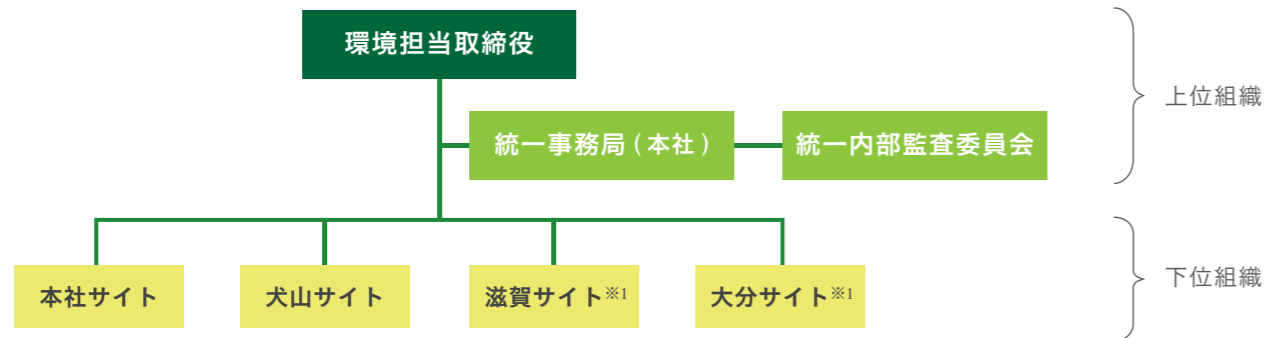 環境担当取締役
上位組織
統一事務局（本社）
統一内部監査委員会
本社サイト
犬山サイト
滋賀サイト※1
大分サイト※1
下位組織